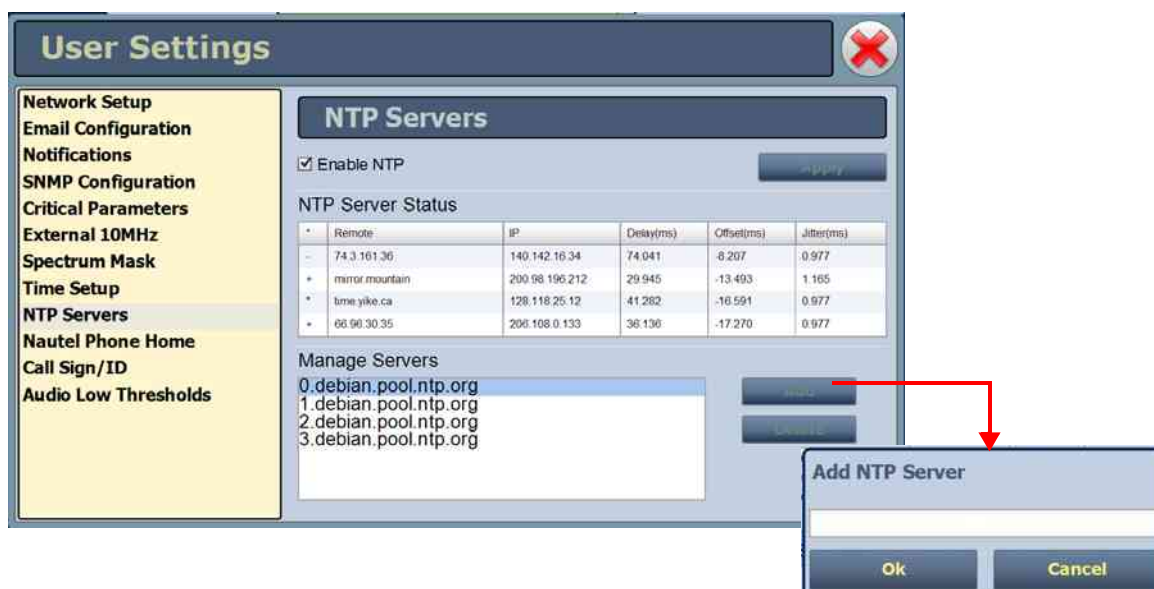 User Settings
Network Setup
Email Configuration
Notifications
SNMP Configuration
Critical Parameters
External 10MHz
Spectrum Mask
Time Setup
NTP Servers
Nautel Phone Home
Call Sign/ID
Audio Low Thresholds
NTP Servers
Enable NTP
Apply
NTP Server Status
* Remote IP Delay(ms) Offset(ms) Jitter(ms)
- 74.3.161.36 140.142.16.34 74.041 -8.207 0.977
+ mirror.mountain 200.98.196.212 29.945 -13.493 1.165
* time.yike.ca 128.118.25.12 41.282 -16.591 0.977
+ 66.96.30.35 206.108.0.133 36.136 -17.270 0.977
Manage Servers
0.debian.pool.ntp.org
1.debian.pool.ntp.org
2.debian.pool.ntp.org
3.debian.pool.ntp.org
Add
Delete
Add NTP Server
Ok Cancel